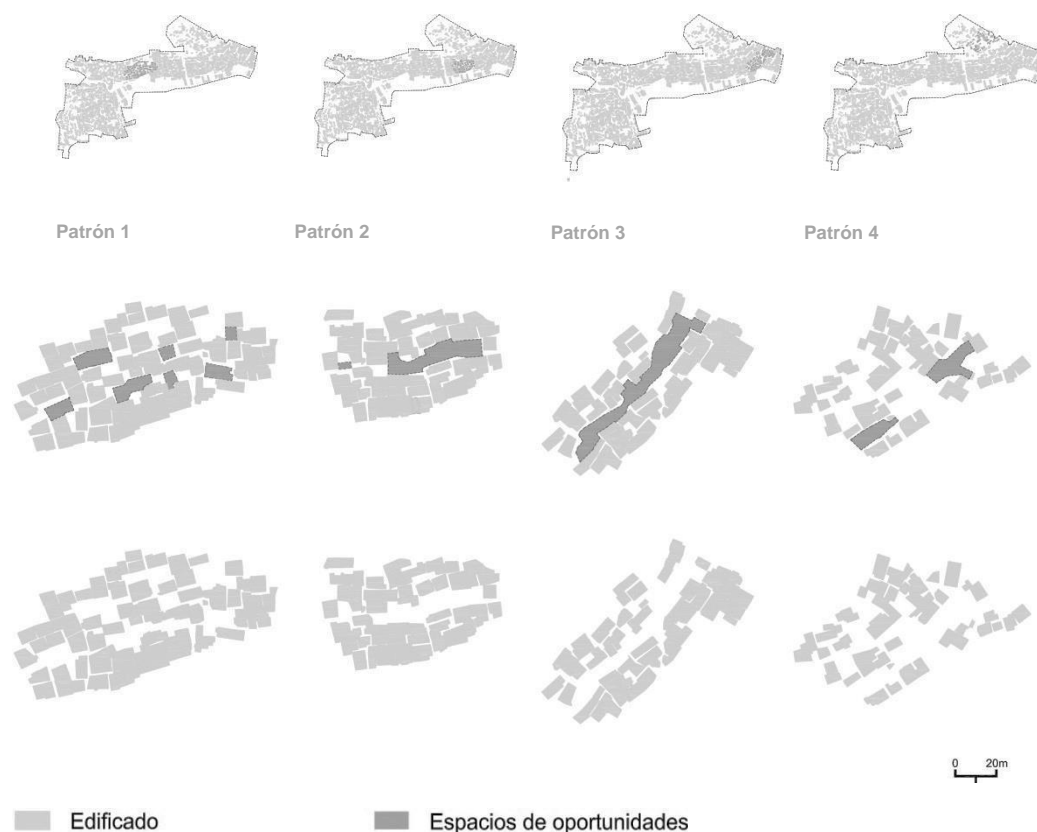 Patrón 1
Patrón 2
Patrón 3
Patrón 4
0 20m
Edificado
Espacios de oportunidades